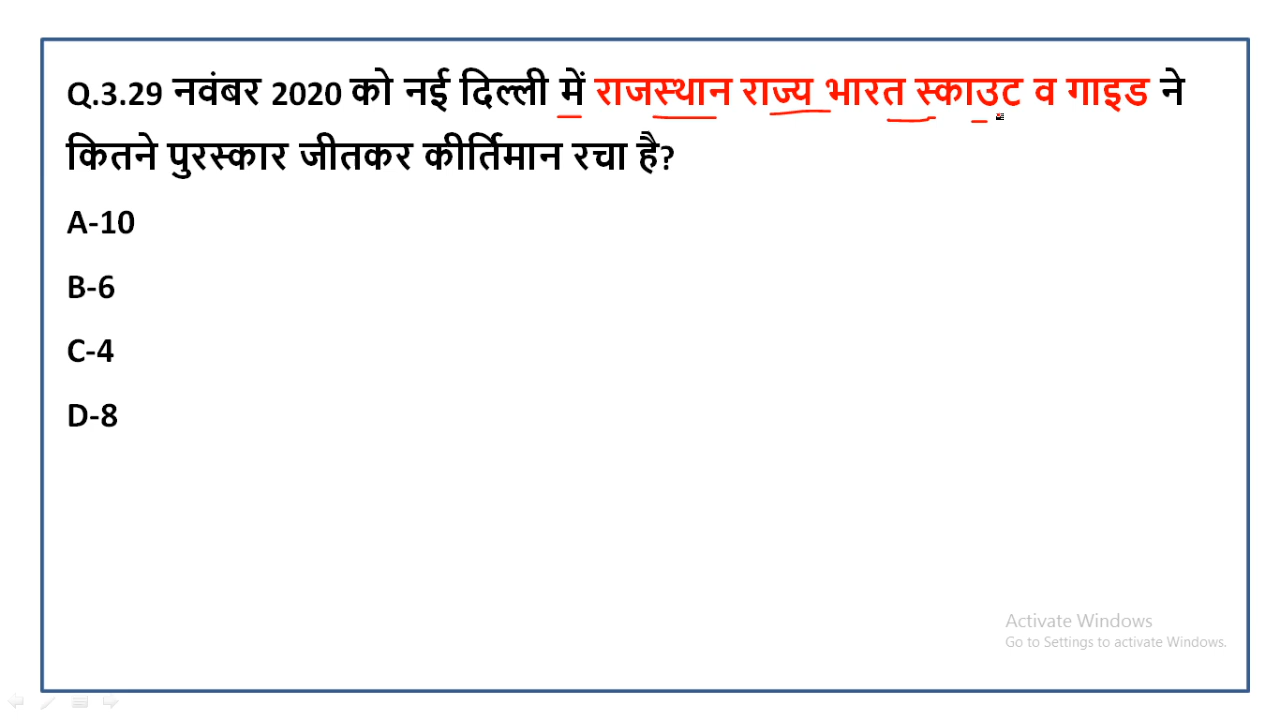 Q.3.29 नवंबर 2020 को नई दिल्ली में राजस्थान राज्य भारत स्काउट व गाइड ने
कितने पुरस्कार जीतकर कीर्तिमान रचा है?
A-10
B-6
C-4
D-8
Activate Windows
Go to Settings to activate Windows.